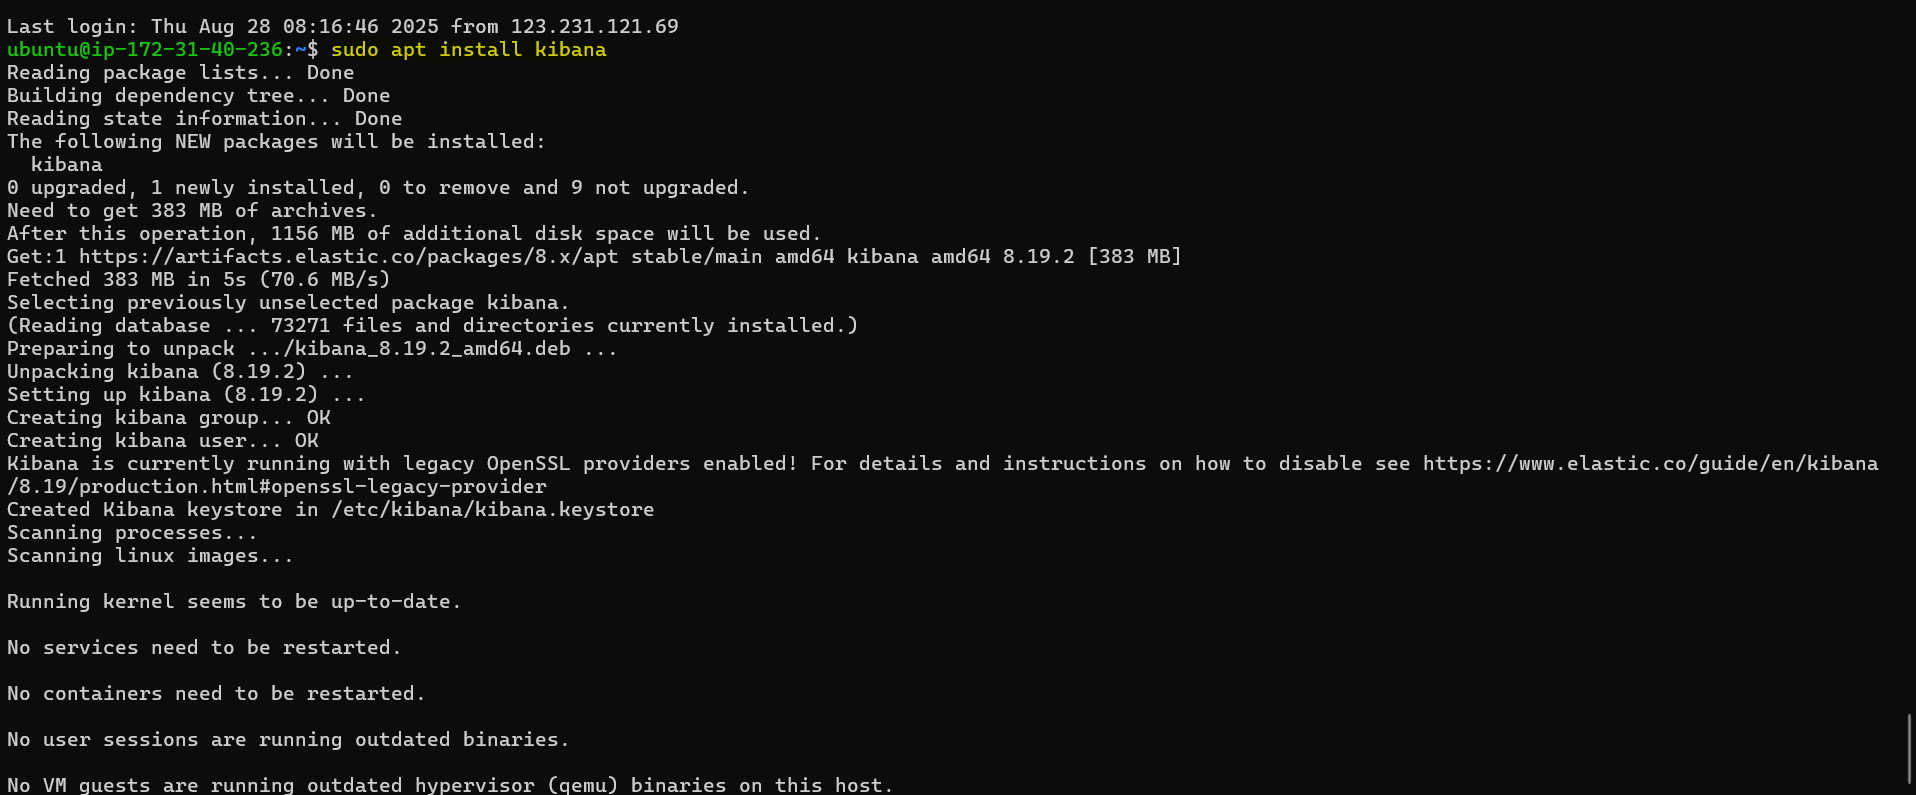 Last login: Thu Aug 28 08:16:46 2025 from 123.231.121.69
ubuntu@ip-172-31-40-236:~$ sudo apt install kibana
Reading package lists... Done
Building dependency tree... Done
Reading state information... Done
The following NEW packages will be installed:
  kibana
0 upgraded, 1 newly installed, 0 to remove and 9 not upgraded.
Need to get 383 MB of archives.
After this operation, 1156 MB of additional disk space will be used.
Get:1 https://artifacts.elastic.co/packages/8.x/apt stable/main amd64 kibana amd64 8.19.2 [383 MB]
Fetched 383 MB in 5s (70.6 MB/s)
Selecting previously unselected package kibana.
(Reading database ... 73271 files and directories currently installed.)
Preparing to unpack .../kibana_8.19.2_amd64.deb ...
Unpacking kibana (8.19.2) ...
Setting up kibana (8.19.2) ...
Creating kibana group... OK
Creating kibana user... OK
Kibana is currently running with legacy OpenSSL providers enabled! For details and instructions on how to disable see https://www.elastic.co/guide/en/kibana
/8.19/production.html#openssl-legacy-provider
Created Kibana keystore in /etc/kibana/kibana.keystore
Scanning processes...
Scanning linux images...

Running kernel seems to be up-to-date.

No services need to be restarted.

No containers need to be restarted.

No user sessions are running outdated binaries.

No VM guests are running outdated hypervisor (qemu) binaries on this host.